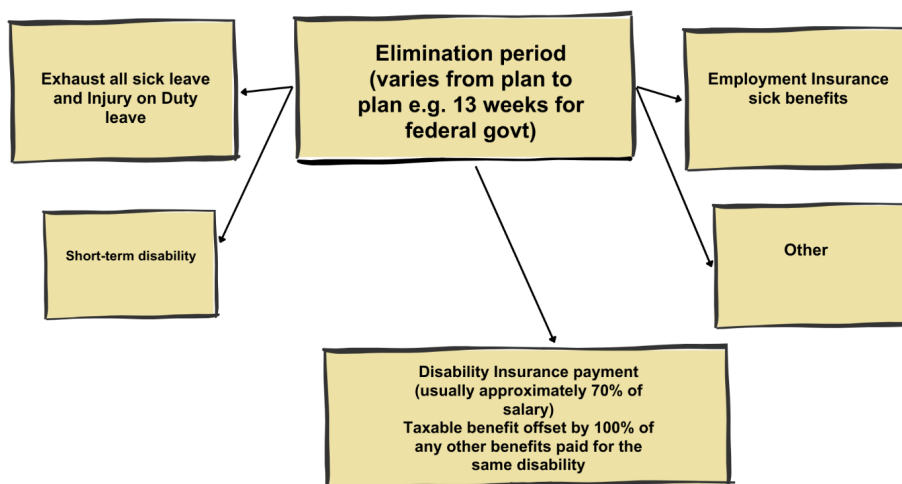 Elimination period
(varies from plan to
plan e.g. 13 weeks for
federal govt)
Exhaust all sick leave
and Injury on Duty
leave
Employment Insurance
sick benefits
Short-term disability
Other
Disability Insurance payment
(usually approximately 70% of
salary)
Taxable benefit offset by 100% of
any other benefits paid for the
same disability